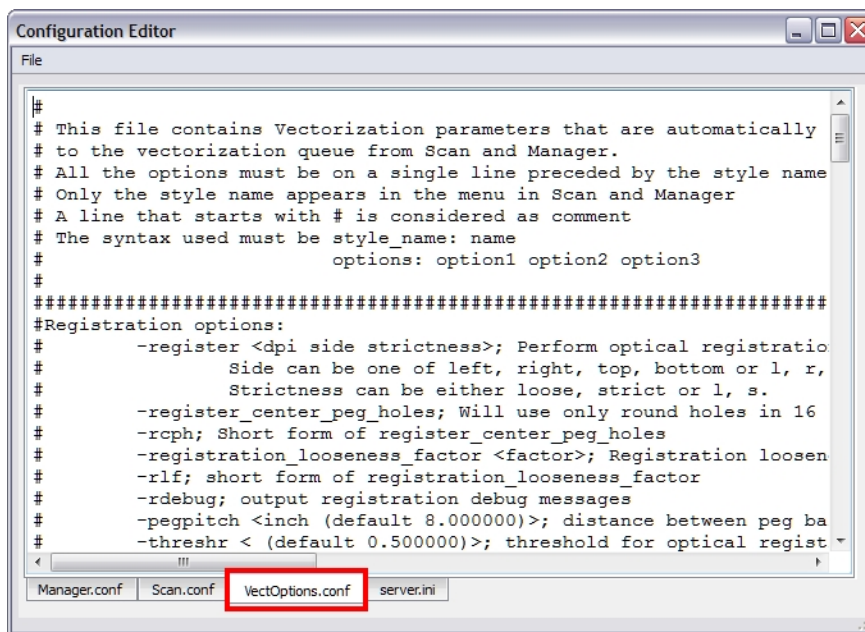 Configuration Editor
File
#
# This file contains Vectorization parameters that are automatically
# to the vectorization queue from Scan and Manager.
# All the options must be on a single line preceded by the style name
# Only the style name appears in the menu in Scan and Manager
# A line that starts with # is considered as comment
# The syntax used must be style_name: name
# options: option1 option2 option3
#
#####################################################################
#Registration options:
# -register <dpi side strictness>; Perform optical registratio
# Side can be one of left, right, top, bottom or l, r,
# Strictness can be either loose, strict or l, s.
# -register_center_peg_holes; Will use only round holes in 16
# -rcph; Short form of register_center_peg_holes
# -registration_looseness_factor <factor>; Registration loosen
# -rlf; short form of registration_looseness_factor
# -rdebug; output registration debug messages
# -pegpitch <inch (default 8.000000)>; distance between peg ba
# -threshr < (default 0.500000)>; threshold for optical regist
Manager.conf Scan.conf VectOptions.conf server.ini